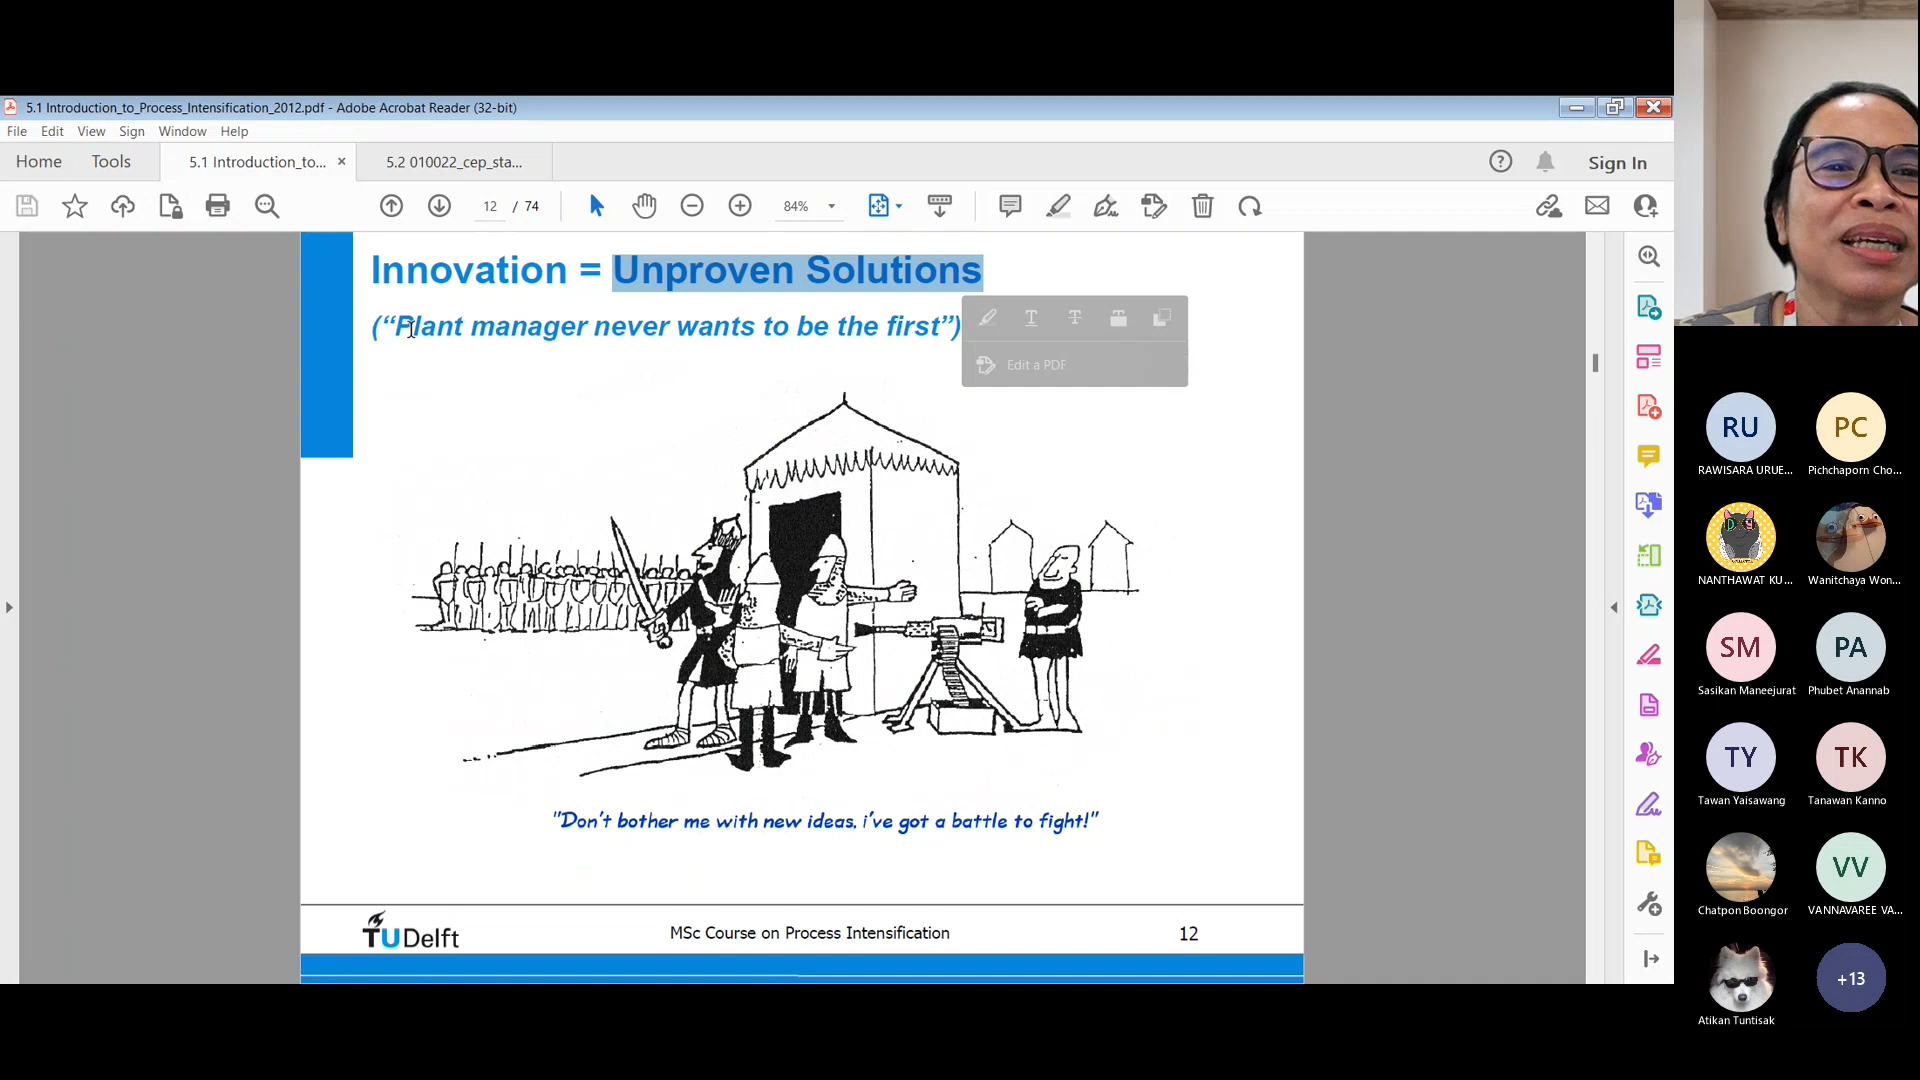 5.1 Introduction_to_Process_Intensification_2012.pdf - Adobe Acrobat Reader (32-bit)
File Edit View Sign Window Help
Home Tools 5.1 Introduction_to... × 5.2 010022_cep_sta... Sign In
12 / 74 84%
Innovation = Unproven Solutions
(“Plant manager never wants to be the first”)
Edit a PDF
"Don't bother me with new ideas, i've got a battle to fight!"
TUDelft MSc Course on Process Intensification 12
RU PC
RAWISARA URUE... Pichchaporn Cho...
NANTHAWAT KU... Wanitchaya Won...
SM PA
Sasikan Maneejurat Phubet Anannab
TY TK
Tawan Yaisawang Tanawan Kanno
VV
Chatpon Boongor VANNAVAREE VA...
+13
Atikan Tuntisak